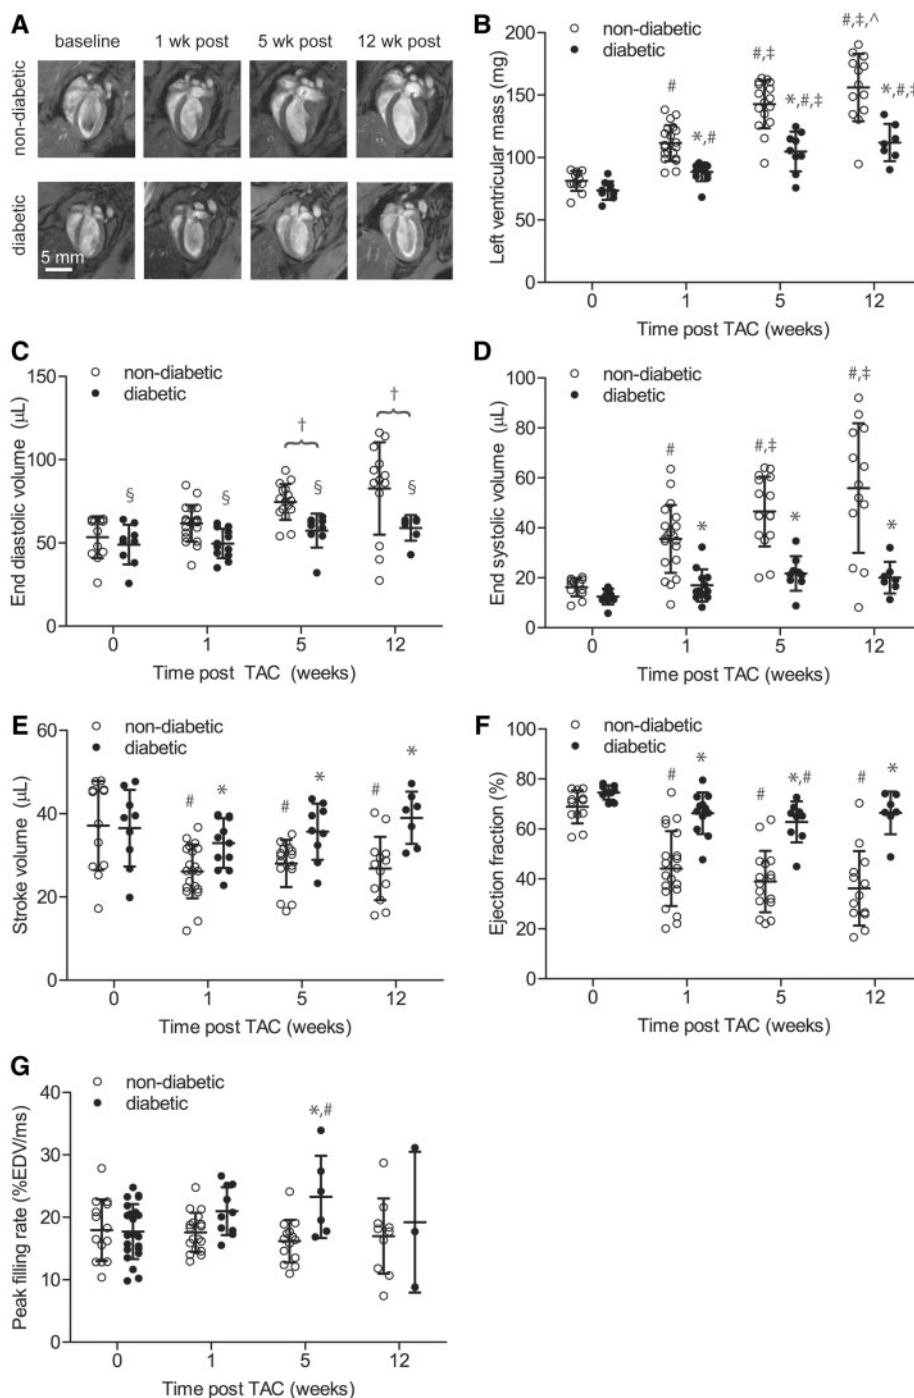 A
baseline 1 wk post 5 wk post 12 wk post
non-diabetic
diabetic
5 mm
B
non-diabetic
diabetic
Left ventricular mass (mg)
200
150
100
50
0
#
*,#
#,‡
*,#,‡
#,‡,^
*,#,‡
0 1 5 12
Time post TAC (weeks)
C
non-diabetic
diabetic
End diastolic volume (µL)
150
100
50
0
§
§
†
§
†
§
0 1 5 12
Time post TAC (weeks)
D
non-diabetic
diabetic
End systolic volume (µL)
100
80
60
40
20
0
#
*
#,‡
*
#,‡
*
0 1 5 12
Time post TAC (weeks)
E
non-diabetic
diabetic
Stroke volume (µL)
60
40
20
0
#
*
#
*
#
*
0 1 5 12
Time post TAC (weeks)
F
non-diabetic
diabetic
Ejection fraction (%)
100
80
60
40
20
0
#
*
#
*,#
#
*
0 1 5 12
Time post TAC (weeks)
G
non-diabetic
diabetic
Peak filling rate (%EDV/ms)
40
30
20
10
0
*,#
0 1 5 12
Time post TAC (weeks)